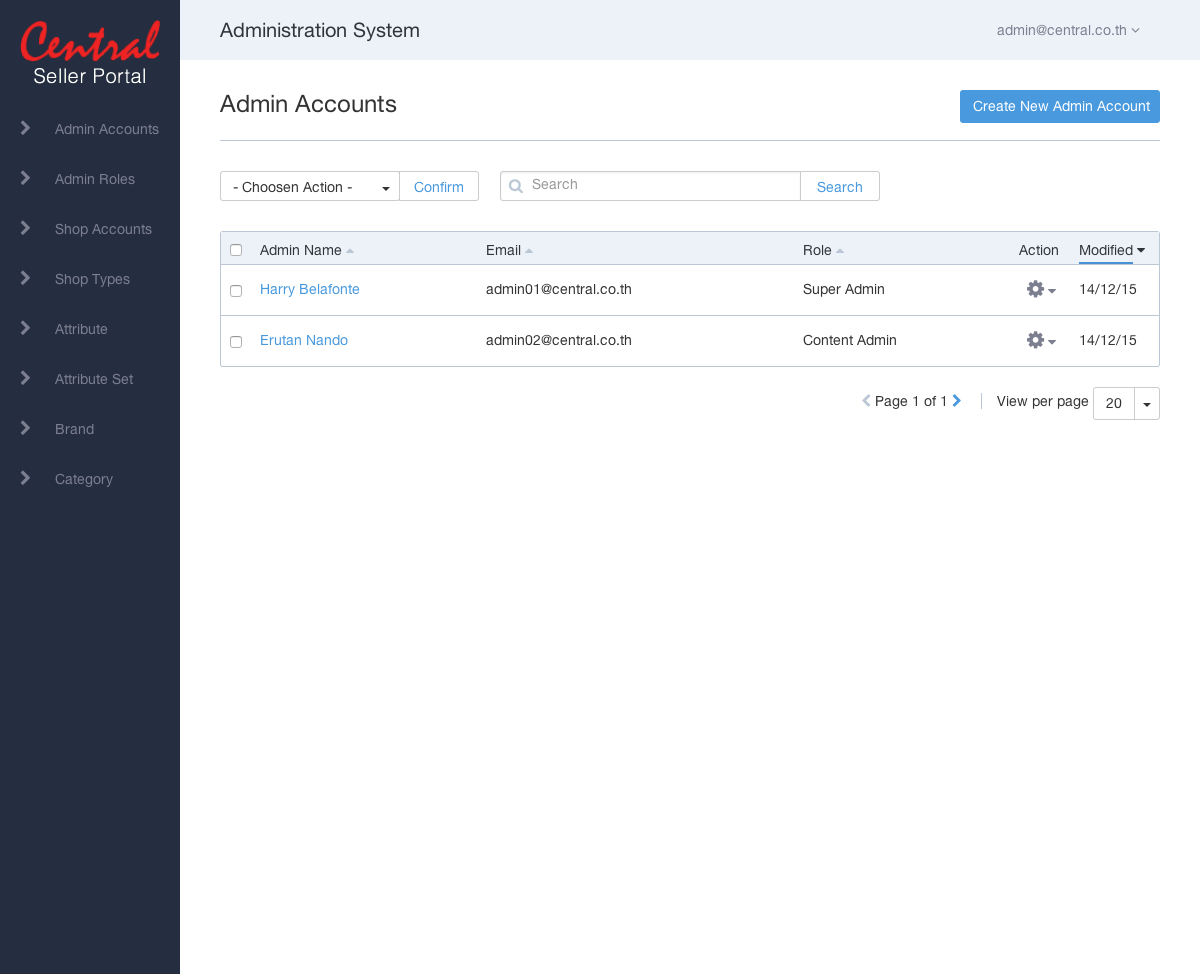 Central
Seller Portal
Admin Accounts
Admin Roles
Shop Accounts
Shop Types
Attribute
Attribute Set
Brand
Category
Administration System
admin@central.co.th
Admin Accounts
Create New Admin Account
- Choosen Action -
Confirm
Search
Search
Admin Name Email Role Action Modified
Harry Belafonte admin01@central.co.th Super Admin 14/12/15
Erutan Nando admin02@central.co.th Content Admin 14/12/15
Page 1 of 1 View per page 20